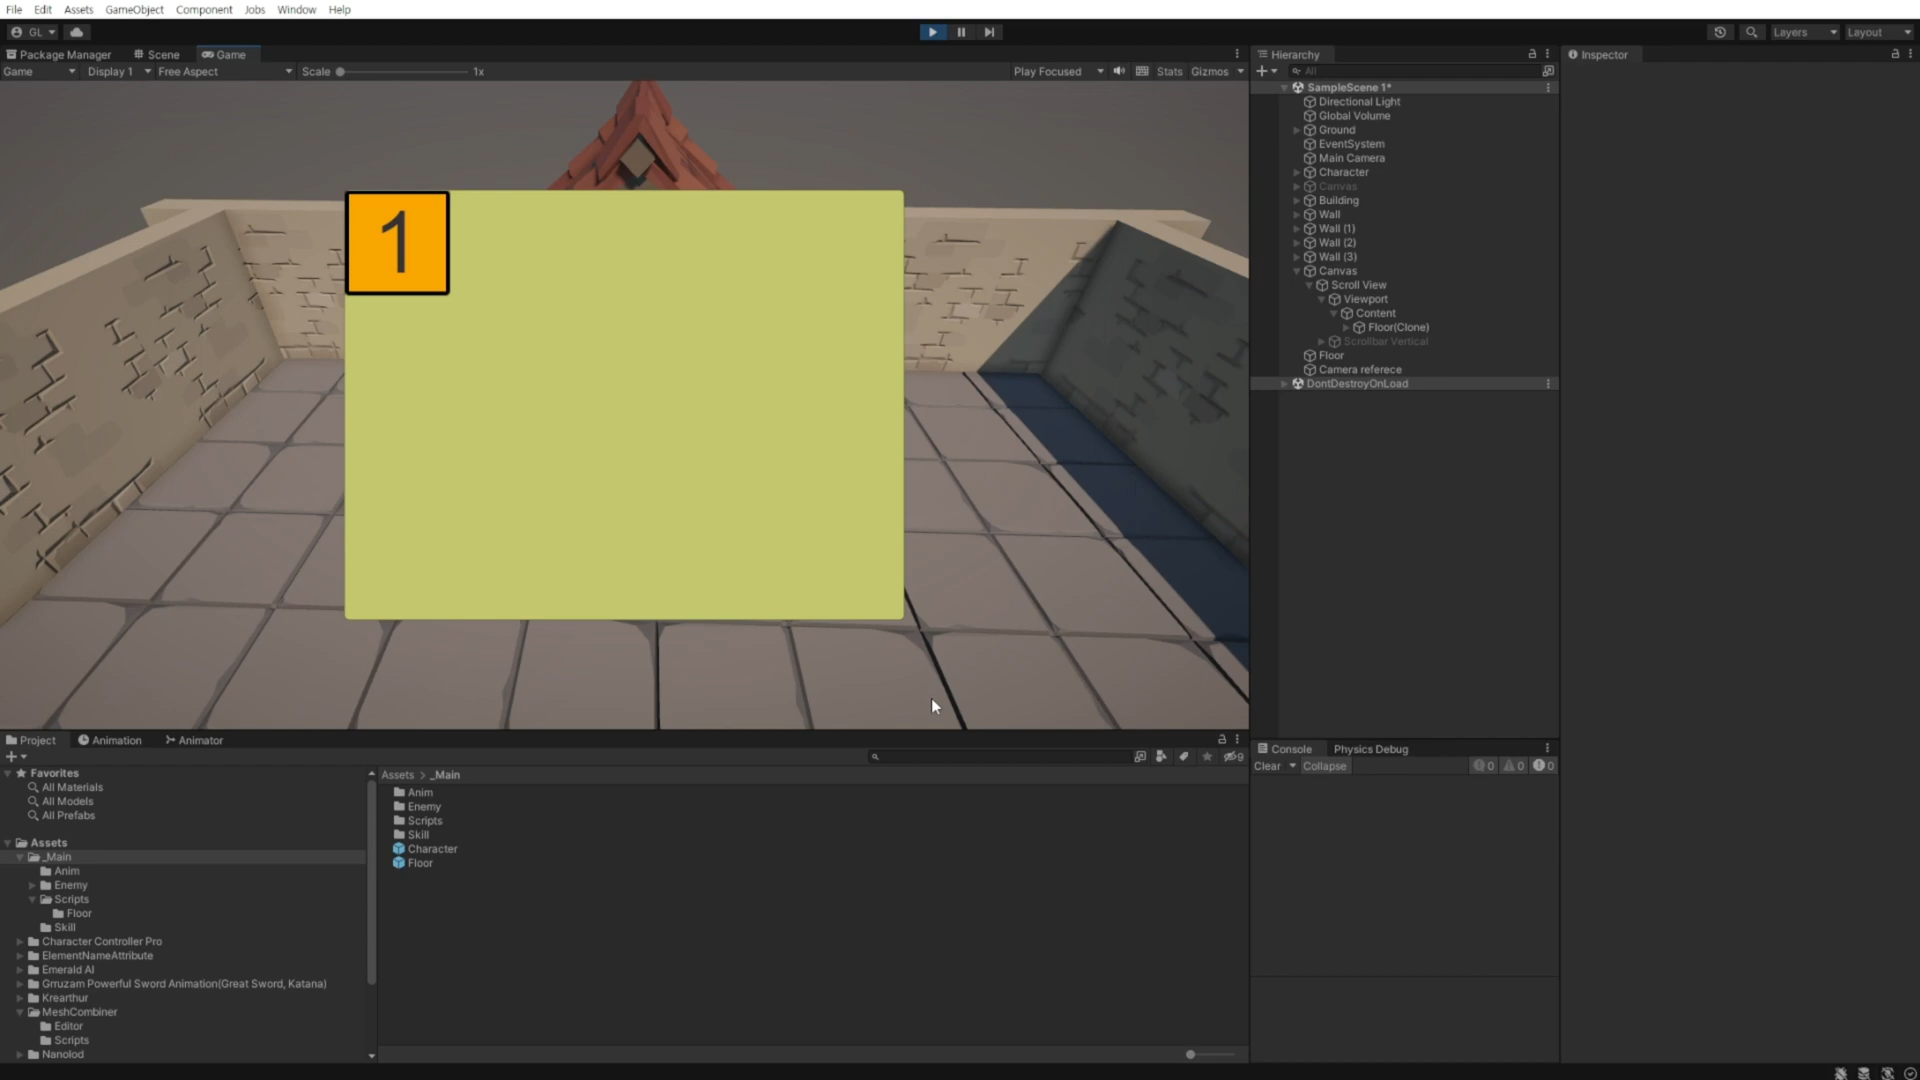 File Edit Assets GameObject Component Jobs Window Help
GL Layers Layout
Package Manager Scene Game
Game Display 1 Free Aspect Scale 1x Play Focused Stats Gizmos
1
Hierarchy
All
SampleScene 1*
Directional Light
Global Volume
Ground
EventSystem
Main Camera
Character
Canvas
Building
Wall
Wall (1)
Wall (2)
Wall (3)
Canvas
Scroll View
Viewport
Content
Floor(Clone)
Scrollbar Vertical
Floor
Camera referece
DontDestroyOnLoad
Inspector
Project Animation Animator
9
Favorites
All Materials
All Models
All Prefabs
Assets
_Main
Anim
Enemy
Scripts
Floor
Skill
Character Controller Pro
ElementNameAttribute
Emerald AI
Grruzam Powerful Sword Animation(Great Sword, Katana)
Krearthur
MeshCombiner
Editor
Scripts
Nanolod
Assets > _Main
Anim
Enemy
Scripts
Skill
Character
Floor
Console Physics Debug
Clear Collapse 0 0 0